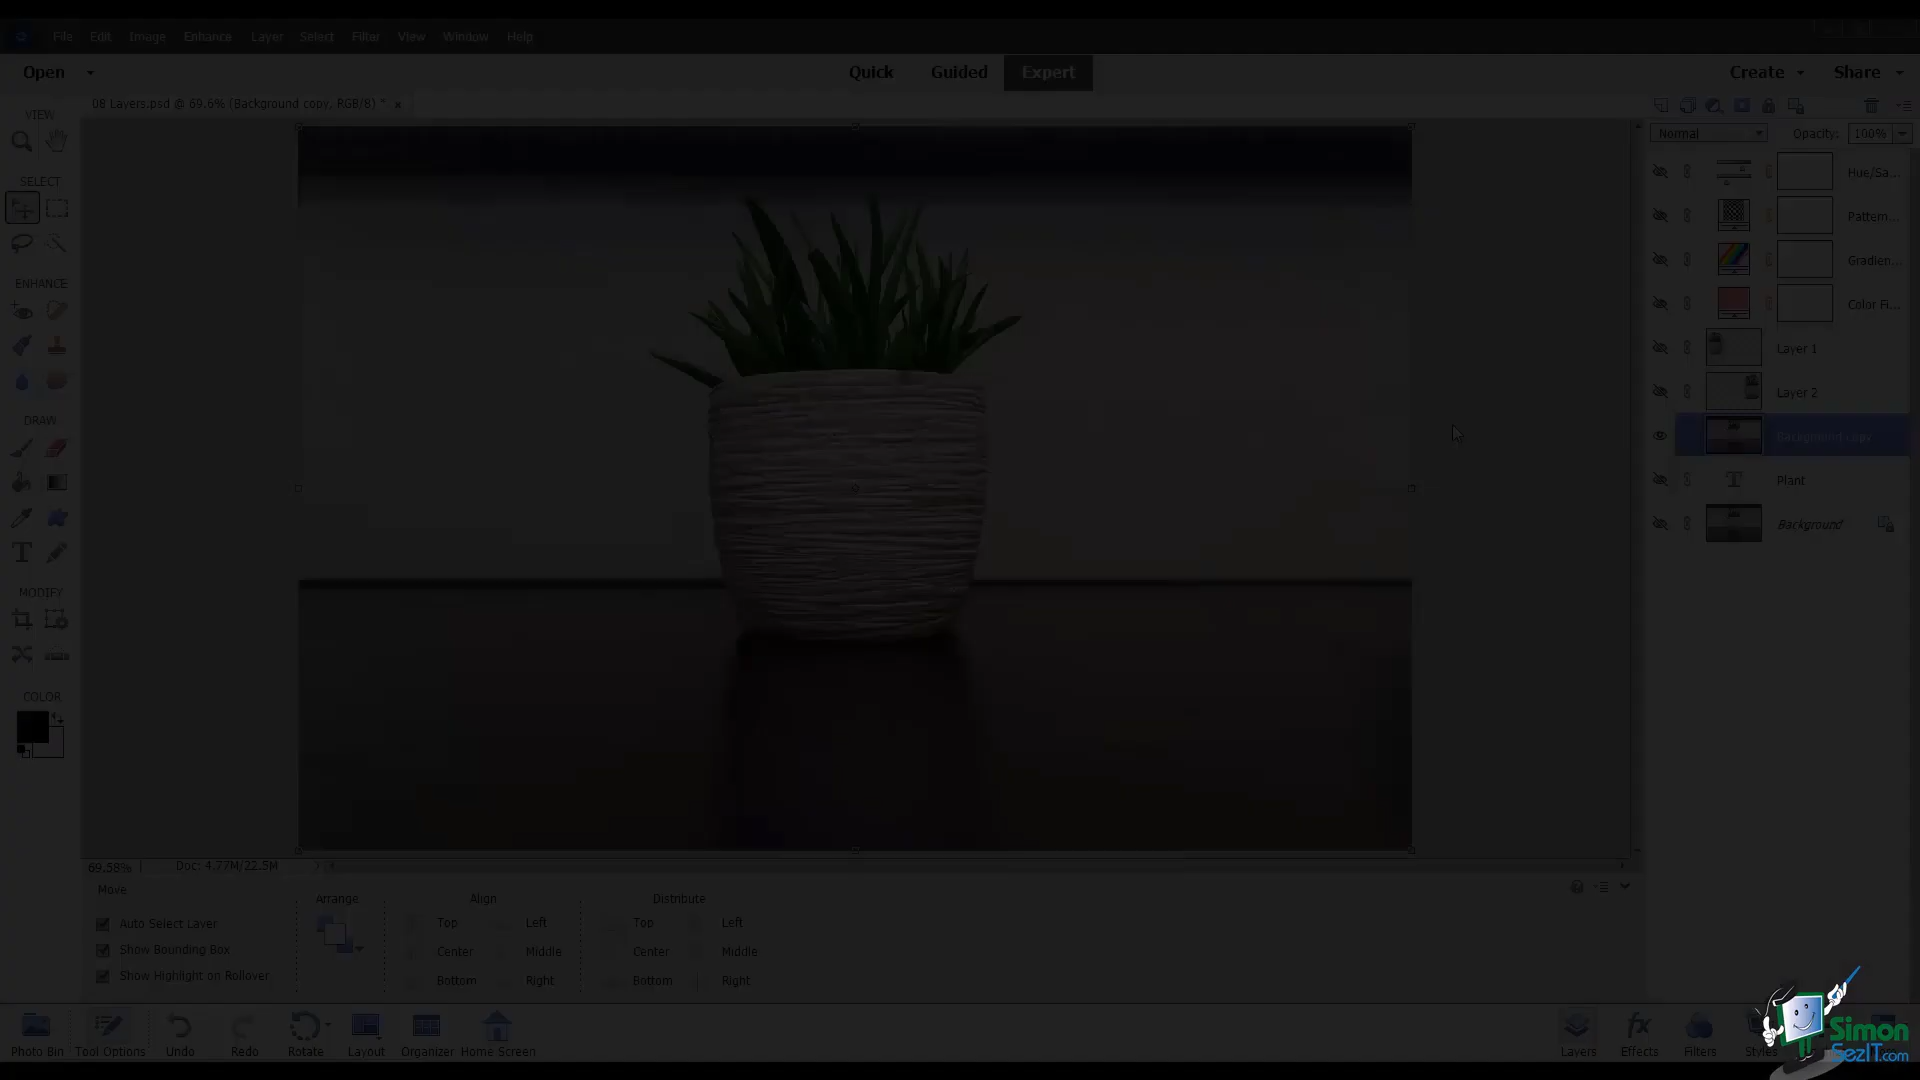 File Edit Image Enhance Layer Select Filter View Window Help
Open Quick Guided Expert Create Share
08 Layers.psd @ 69.6% (Background copy, RGB/8) * ×
VIEW
Normal Opacity: 100%
Hue/Sa...
SELECT
Pattern...
Gradien...
ENHANCE
Color Fi...
Layer 1
Layer 2
DRAW
Background copy
Plant
Background
MODIFY
COLOR
69.58% Doc: 4.77M/22.5M
Move
Arrange Align Distribute
Auto Select Layer Top Left Top Left
Show Bounding Box Center Middle Center Middle
Show Highlight on Rollover Bottom Right Bottom Right
Photo Bin Tool Options Undo Redo Rotate Layout Organizer Home Screen Layers Effects Filters
Simon
SezIT.com